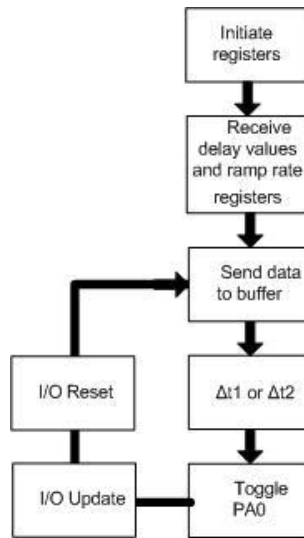 Initiate
registers
Receive
delay values
and ramp rate
registers
Send data
to buffer
Δt1 or Δt2
Toggle
PA0
I/O Update
I/O Reset